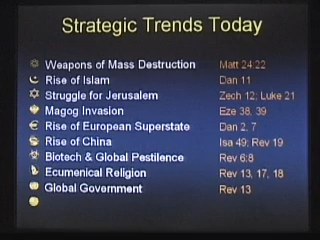 Strategic Trends Today
Weapons of Mass Destruction Matt 24:22
Rise of Islam Dan 11
Struggle for Jerusalem Zech 12; Luke 21
Magog Invasion Eze 38, 39
Rise of European Superstate Dan 2, 7
Rise of China Isa 49; Rev 19
Biotech & Global Pestilence Rev 6:8
Ecumenical Religion Rev 13, 17, 18
Global Government Rev 13